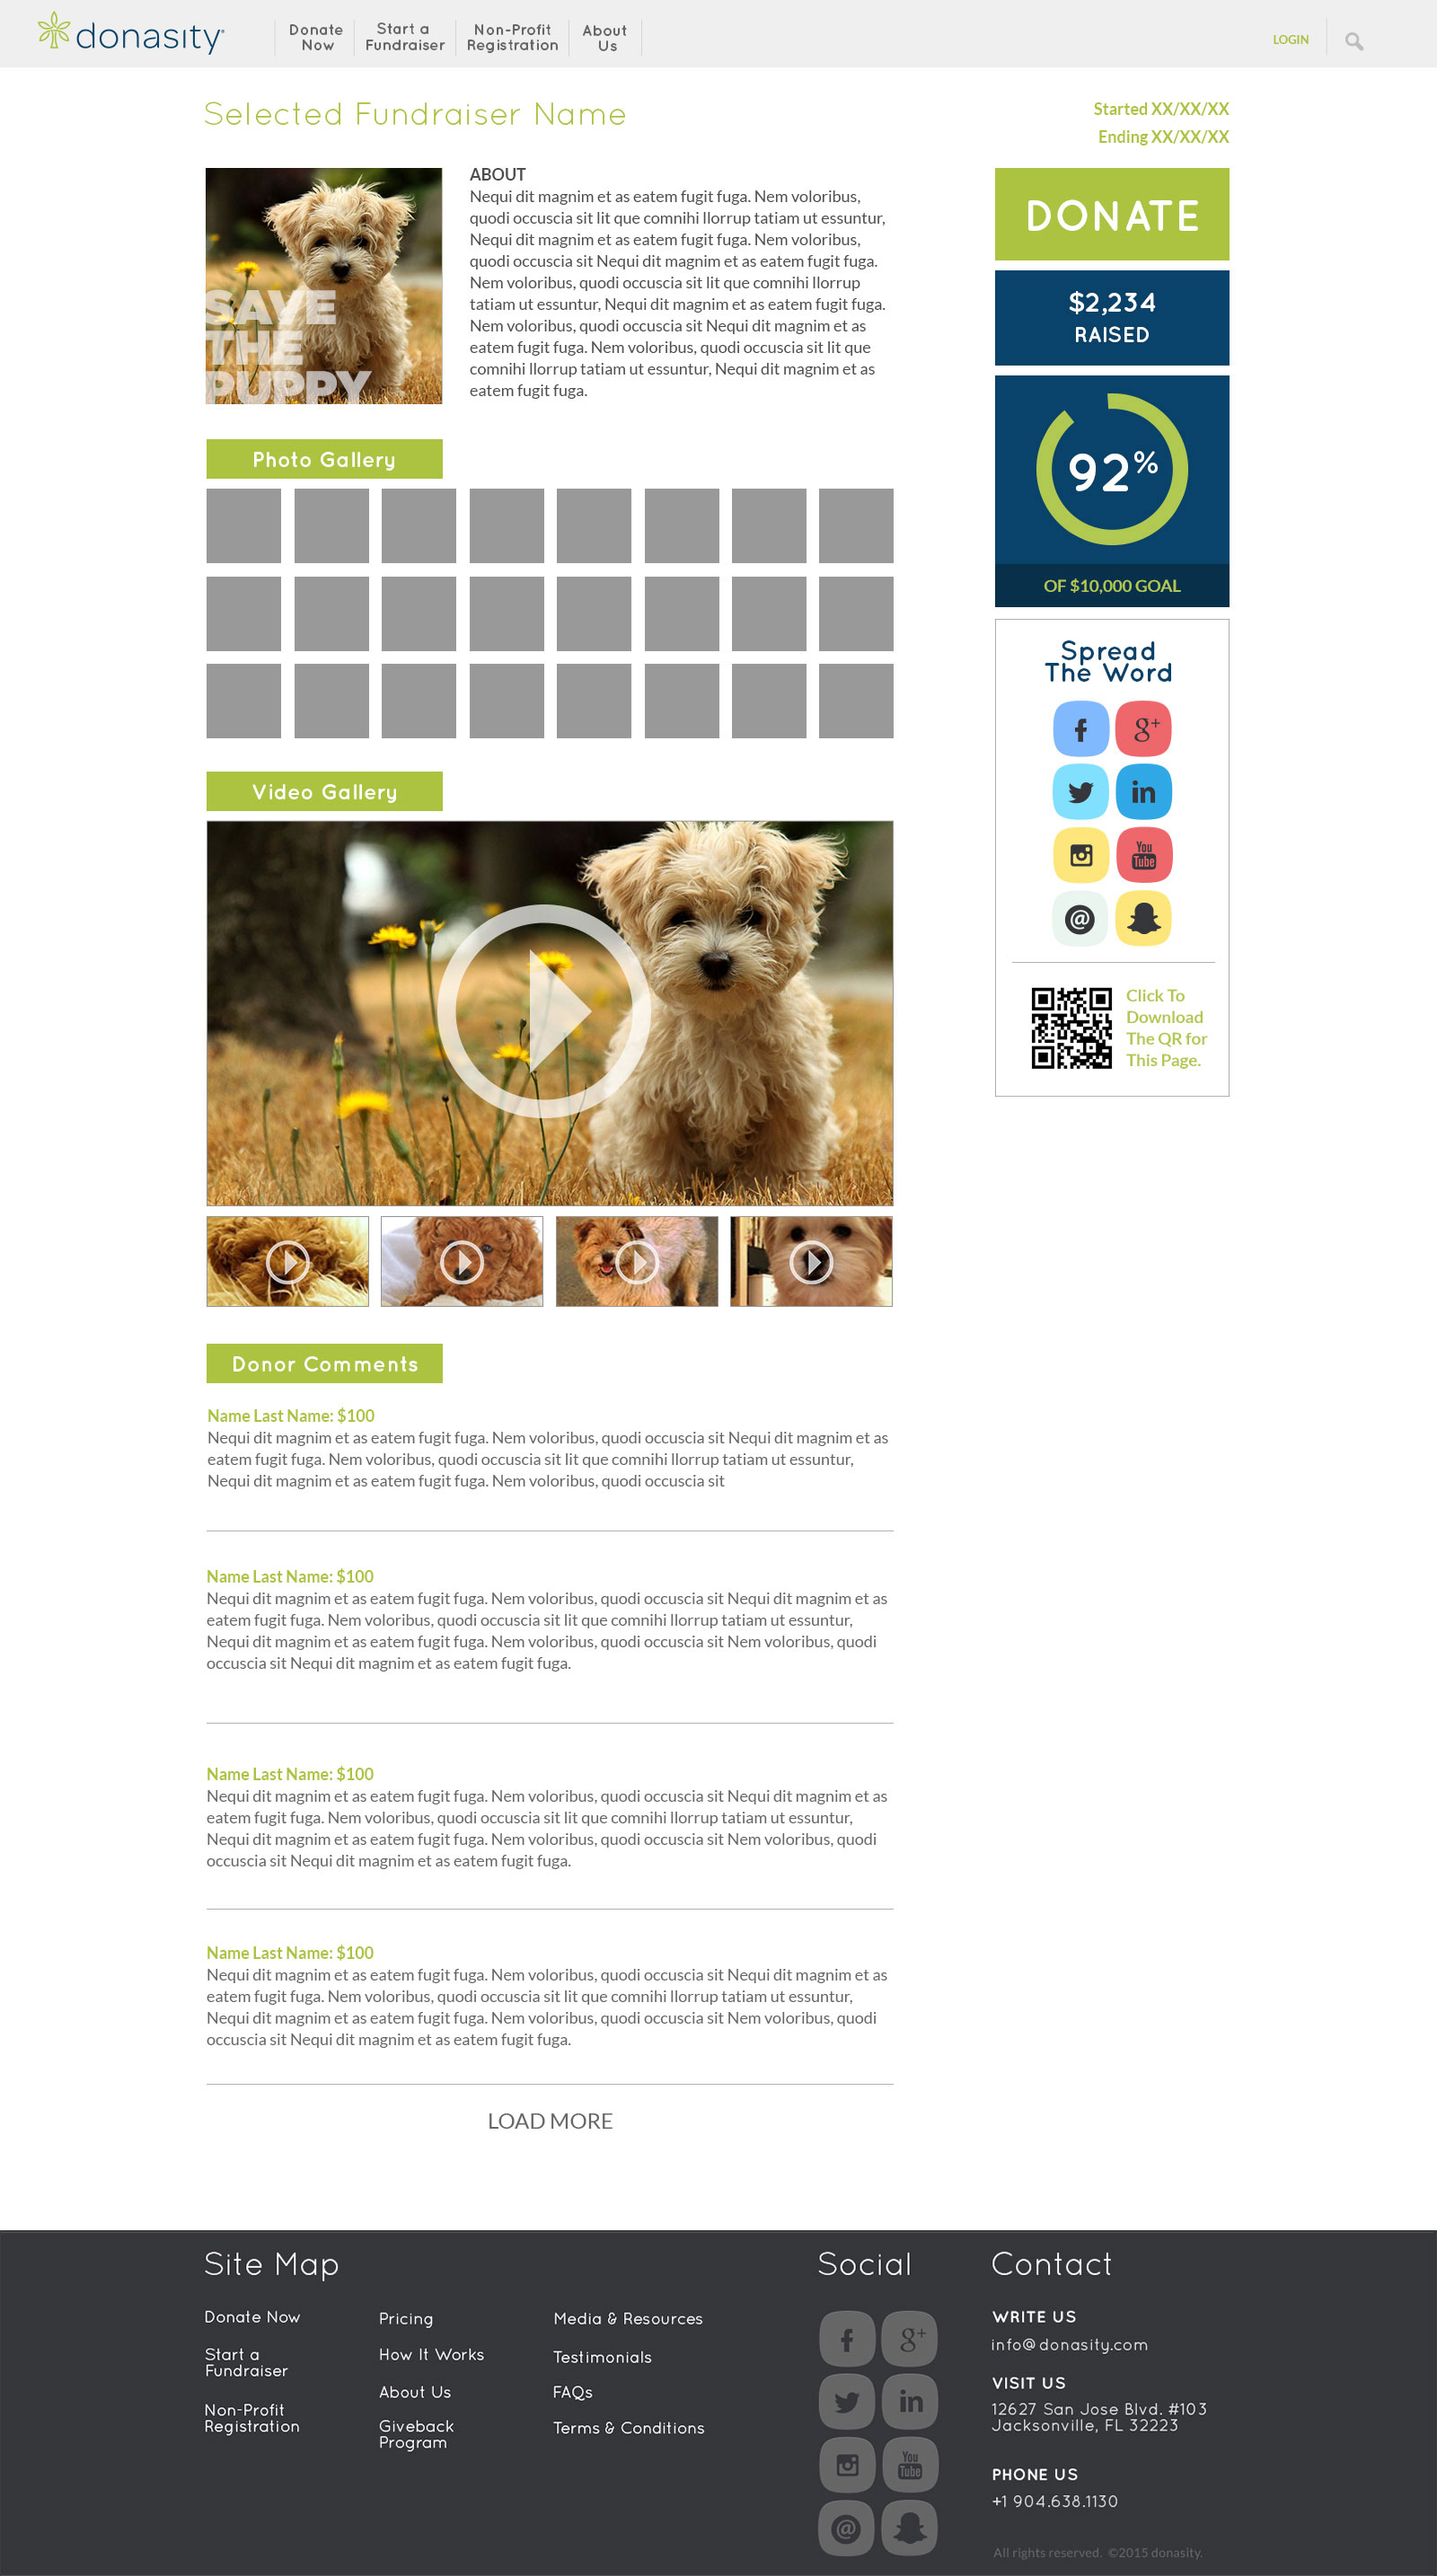 donasity
Donate
Now
Start a
Fundraiser
Non-Profit
Registration
About
Us
LOGIN
Selected Fundraiser Name
Started XX/XX/XX
Ending XX/XX/XX
SAVE
THE
PUPPY
ABOUT
Nequi dit magnim et as eatem fugit fuga. Nem voloribus,
quodi occuscia sit lit que comnihi llorrup tatiam ut essuntur,
Nequi dit magnim et as eatem fugit fuga. Nem voloribus,
quodi occuscia sit Nequi dit magnim et as eatem fugit fuga.
Nem voloribus, quodi occuscia sit lit que comnihi llorrup
tatiam ut essuntur, Nequi dit magnim et as eatem fugit fuga.
Nem voloribus, quodi occuscia sit Nequi dit magnim et as
eatem fugit fuga. Nem voloribus, quodi occuscia sit lit que
comnihi llorrup tatiam ut essuntur, Nequi dit magnim et as
eatem fugit fuga.
DONATE
$2,234
RAISED
92%
OF $10,000 GOAL
Spread
The Word
f
g+
in
You
Tube
@
Click To
Download
The QR for
This Page.
Photo Gallery
Video Gallery
Donor Comments
Name Last Name: $100
Nequi dit magnim et as eatem fugit fuga. Nem voloribus, quodi occuscia sit Nequi dit magnim et as
eatem fugit fuga. Nem voloribus, quodi occuscia sit lit que comnihi llorrup tatiam ut essuntur,
Nequi dit magnim et as eatem fugit fuga. Nem voloribus, quodi occuscia sit
Name Last Name: $100
Nequi dit magnim et as eatem fugit fuga. Nem voloribus, quodi occuscia sit Nequi dit magnim et as
eatem fugit fuga. Nem voloribus, quodi occuscia sit lit que comnihi llorrup tatiam ut essuntur,
Nequi dit magnim et as eatem fugit fuga. Nem voloribus, quodi occuscia sit Nem voloribus, quodi
occuscia sit Nequi dit magnim et as eatem fugit fuga.
Name Last Name: $100
Nequi dit magnim et as eatem fugit fuga. Nem voloribus, quodi occuscia sit Nequi dit magnim et as
eatem fugit fuga. Nem voloribus, quodi occuscia sit lit que comnihi llorrup tatiam ut essuntur,
Nequi dit magnim et as eatem fugit fuga. Nem voloribus, quodi occuscia sit Nem voloribus, quodi
occuscia sit Nequi dit magnim et as eatem fugit fuga.
Name Last Name: $100
Nequi dit magnim et as eatem fugit fuga. Nem voloribus, quodi occuscia sit Nequi dit magnim et as
eatem fugit fuga. Nem voloribus, quodi occuscia sit lit que comnihi llorrup tatiam ut essuntur,
Nequi dit magnim et as eatem fugit fuga. Nem voloribus, quodi occuscia sit Nem voloribus, quodi
occuscia sit Nequi dit magnim et as eatem fugit fuga.
LOAD MORE
Site Map
Donate Now
Start a
Fundraiser
Non-Profit
Registration
Pricing
How It Works
About Us
Giveback
Program
Media & Resources
Testimonials
FAQs
Terms & Conditions
Social
f
g+
in
You
Tube
@
Contact
WRITE US
info@donasity.com
VISIT US
12627 San Jose Blvd. #103
Jacksonville, FL 32223
PHONE US
+1 904.638.1130
All rights reserved. ©2015 donasity.